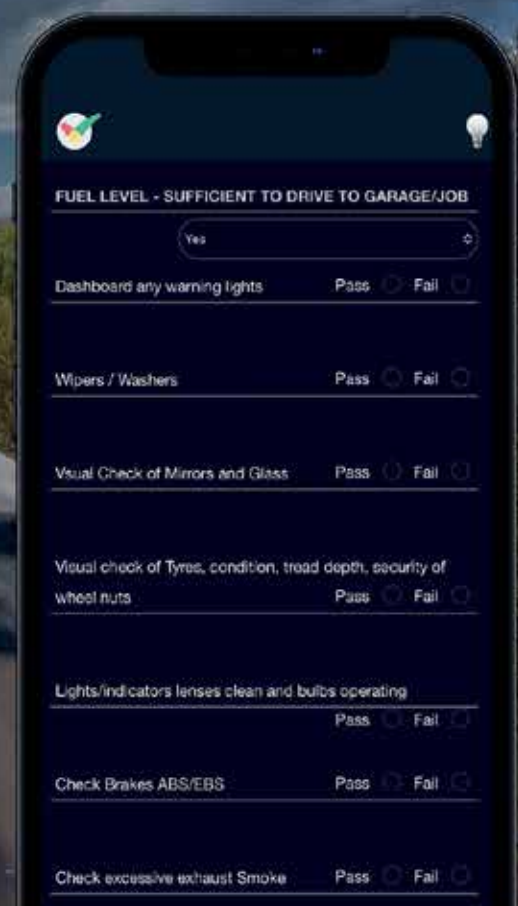 FUEL LEVEL - SUFFICIENT TO DRIVE TO GARAGE/JOB
Yes
Dashboard any warning lights Pass Fail
Wipers / Washers Pass Fail
Vsual Check of Mirrors and Glass Pass Fail
Visual check of Tyres, condition, tread depth, security of
wheel nuts Pass Fail
Lights/indicators lenses clean and bulbs operating
Pass Fail
Check Brakes ABS/EBS Pass Fail
Check excessive exhaust Smoke Pass Fail